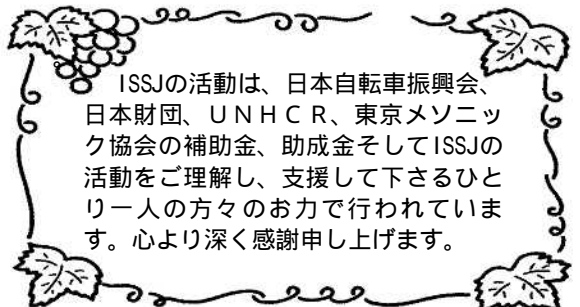 ISSJの活動は、日本自転車振興会、
日本財団、ＵＮＨＣＲ、東京メソニッ
ク協会の補助金、助成金そしてISSJの
活動をご理解し、支援して下さるひと
り一人の方々のお力で行われていま
す。心より深く感謝申し上げます。